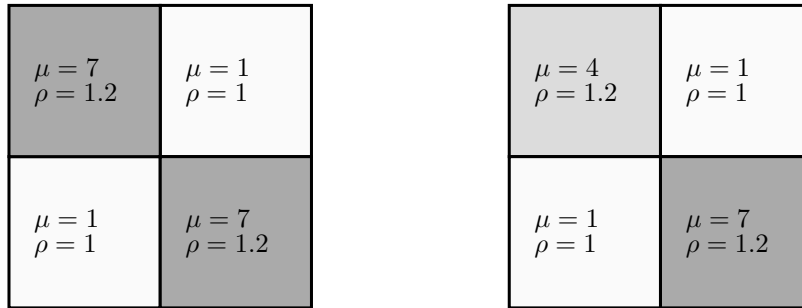 μ = 7
ρ = 1.2
μ = 1
ρ = 1
μ = 1
ρ = 1
μ = 7
ρ = 1.2
μ = 4
ρ = 1.2
μ = 1
ρ = 1
μ = 1
ρ = 1
μ = 7
ρ = 1.2